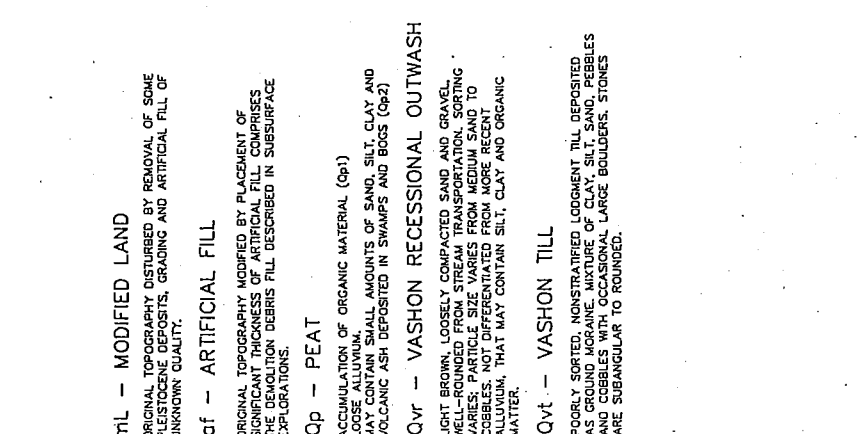 mL – MODIFIED LAND
ORIGINAL TOPOGRAPHY DISTURBED BY REMOVAL OF SOME
PLEISTOCENE DEPOSITS, GRADING AND ARTIFICIAL FILL OF
UNKNOWN QUALITY.
af – ARTIFICIAL FILL
ORIGINAL TOPOGRAPHY MODIFIED BY PLACEMENT OF
SIGNIFICANT THICKNESS OF ARTIFICIAL FILL. COMPRISES
THE DEMOLITION DEBRIS FILL DESCRIBED IN SUBSURFACE
EXPLORATIONS.
Qp – PEAT
ACCUMULATION OF ORGANIC MATERIAL (Qp1)
LOOSE ALLUVIUM.
MAY CONTAIN SMALL AMOUNTS OF SAND, SILT, CLAY AND
VOLCANIC ASH DEPOSITED IN SWAMPS AND BOGS (Qp2)
Qvr – VASHON RECESSIONAL OUTWASH
LIGHT BROWN, LOOSELY COMPACTED SAND AND GRAVEL,
WELL-ROUNDED FROM STREAM TRANSPORTATION. SORTING
VARIES; PARTICLE SIZE VARIES FROM MEDIUM SAND TO
COBBLES. NOT DIFFERENTIATED FROM MORE RECENT
ALLUVIUM, THAT MAY CONTAIN SILT, CLAY AND ORGANIC
MATTER.
Qvt – VASHON TILL
POORLY SORTED, NONSTRATIFIED LODGMENT TILL DEPOSITED
AS GROUND MORAINE. MIXTURE OF CLAY, SILT, SAND, PEBBLES
AND COBBLES WITH OCCASIONAL LARGE BOULDERS. STONES
ARE SUBANGULAR TO ROUNDED.